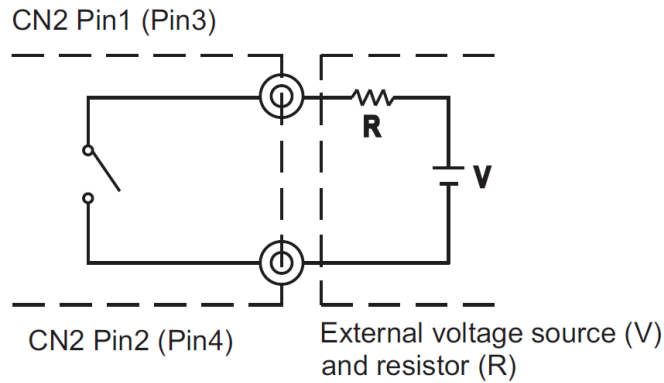 CN2 Pin1 (Pin3)
R
V
CN2 Pin2 (Pin4)
External voltage source (V)
and resistor (R)